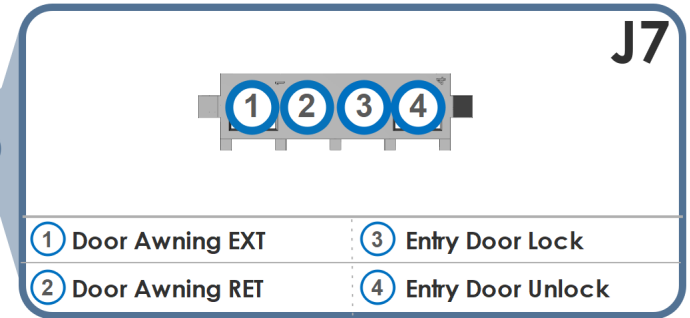 J7
1 2 3 4
1 Door Awning EXT
3 Entry Door Lock
2 Door Awning RET
4 Entry Door Unlock